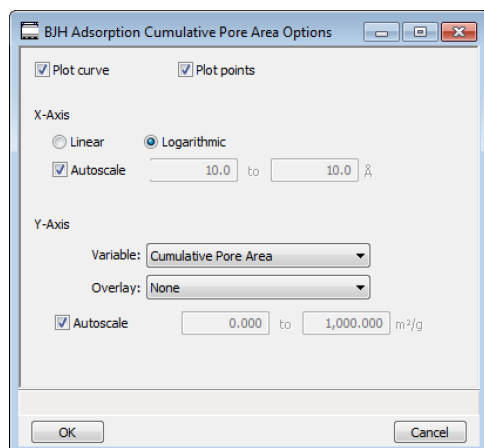 BJH Adsorption Cumulative Pore Area Options
Plot curve Plot points
X-Axis
Linear Logarithmic
Autoscale 10.0 to 10.0 Å
Y-Axis
Variable: Cumulative Pore Area
Overlay: None
Autoscale 0.000 to 1,000.000 m²/g
OK Cancel